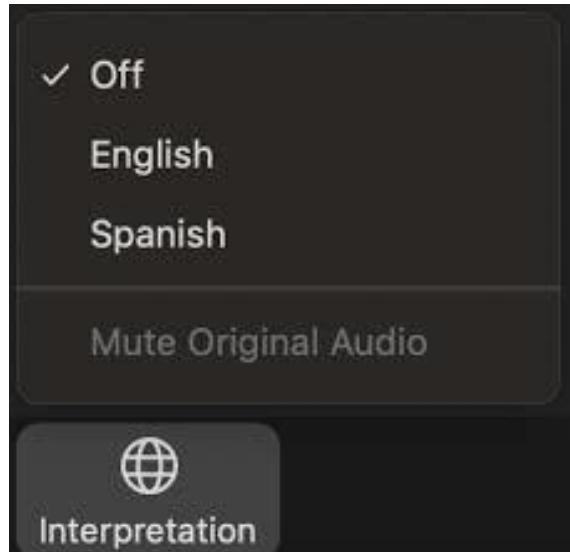 Off
English
Spanish
Mute Original Audio
Interpretation